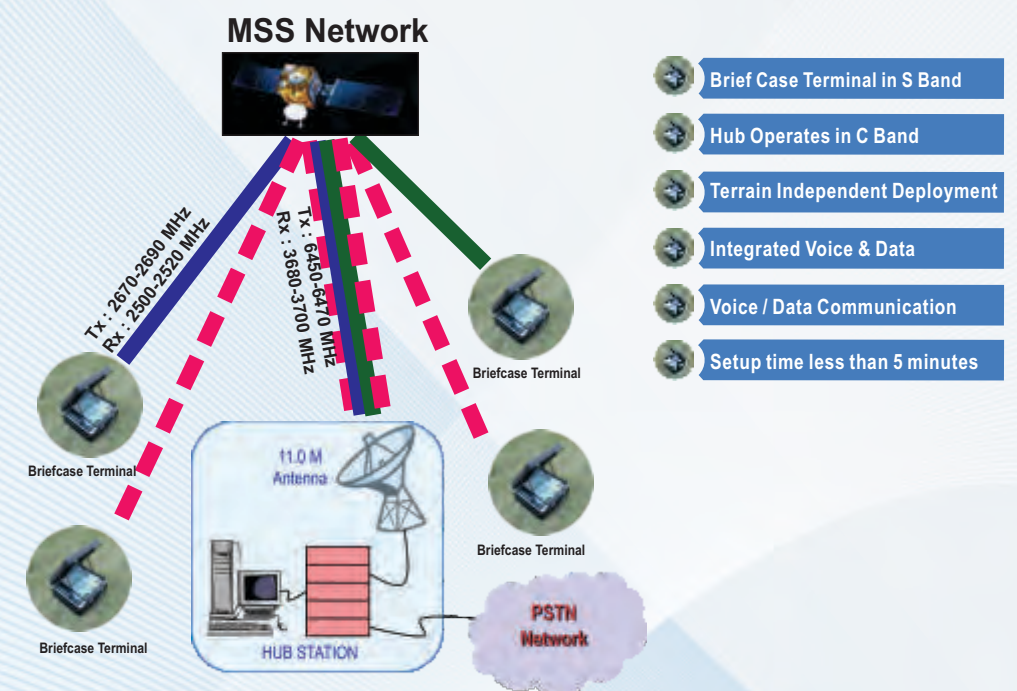 MSS Network
Tx : 2670-2690 MHz
Rx : 2500-2520 MHz
Tx : 6450-6470 MHz
Rx : 3680-3700 MHz
Briefcase Terminal
Briefcase Terminal
Briefcase Terminal
Briefcase Terminal
11.0 M
Antenna
HUB STATION
PSTN
Network
Brief Case Terminal in S Band
Hub Operates in C Band
Terrain Independent Deployment
Integrated Voice & Data
Voice / Data Communication
Setup time less than 5 minutes